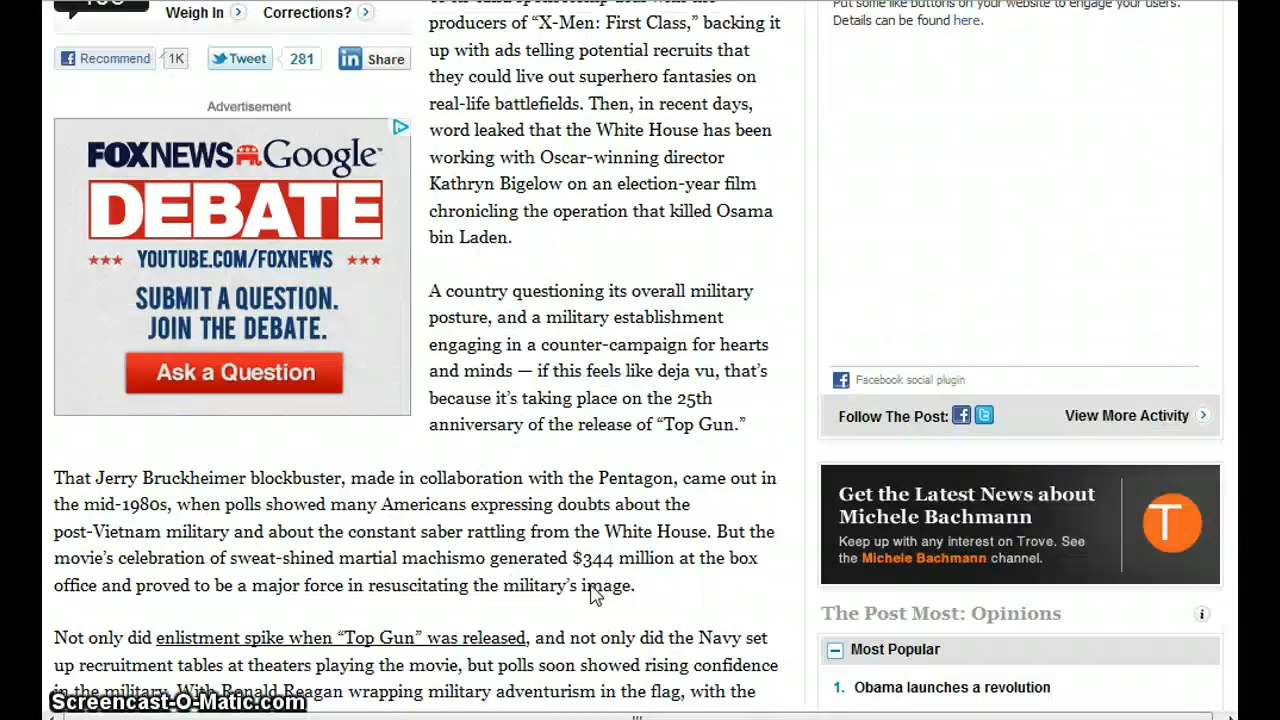 Weigh In
Corrections?
Recommend
1K
Tweet
281
Share
Advertisement
FOXNEWS Google
DEBATE
YOUTUBE.COM/FOXNEWS
SUBMIT A QUESTION.
JOIN THE DEBATE.
Ask a Question
producers of “X-Men: First Class,” backing it
up with ads telling potential recruits that
they could live out superhero fantasies on
real-life battlefields. Then, in recent days,
word leaked that the White House has been
working with Oscar-winning director
Kathryn Bigelow on an election-year film
chronicling the operation that killed Osama
bin Laden.
A country questioning its overall military
posture, and a military establishment
engaging in a counter-campaign for hearts
and minds — if this feels like deja vu, that’s
because it’s taking place on the 25th
anniversary of the release of “Top Gun.”
That Jerry Bruckheimer blockbuster, made in collaboration with the Pentagon, came out in
the mid-1980s, when polls showed many Americans expressing doubts about the
post-Vietnam military and about the constant saber rattling from the White House. But the
movie’s celebration of sweat-shined martial machismo generated $344 million at the box
office and proved to be a major force in resuscitating the military’s image.
Not only did enlistment spike when “Top Gun” was released, and not only did the Navy set
up recruitment tables at theaters playing the movie, but polls soon showed rising confidence
in the military. With Ronald Reagan wrapping military adventurism in the flag, with the
Put some like buttons on your website to engage your users.
Details can be found here.
Facebook social plugin
Follow The Post:
View More Activity
Get the Latest News about
Michele Bachmann
Keep up with any interest on Trove. See
the Michele Bachmann channel.
T
The Post Most: Opinions
Most Popular
1. Obama launches a revolution
Screencast-O-Matic.com